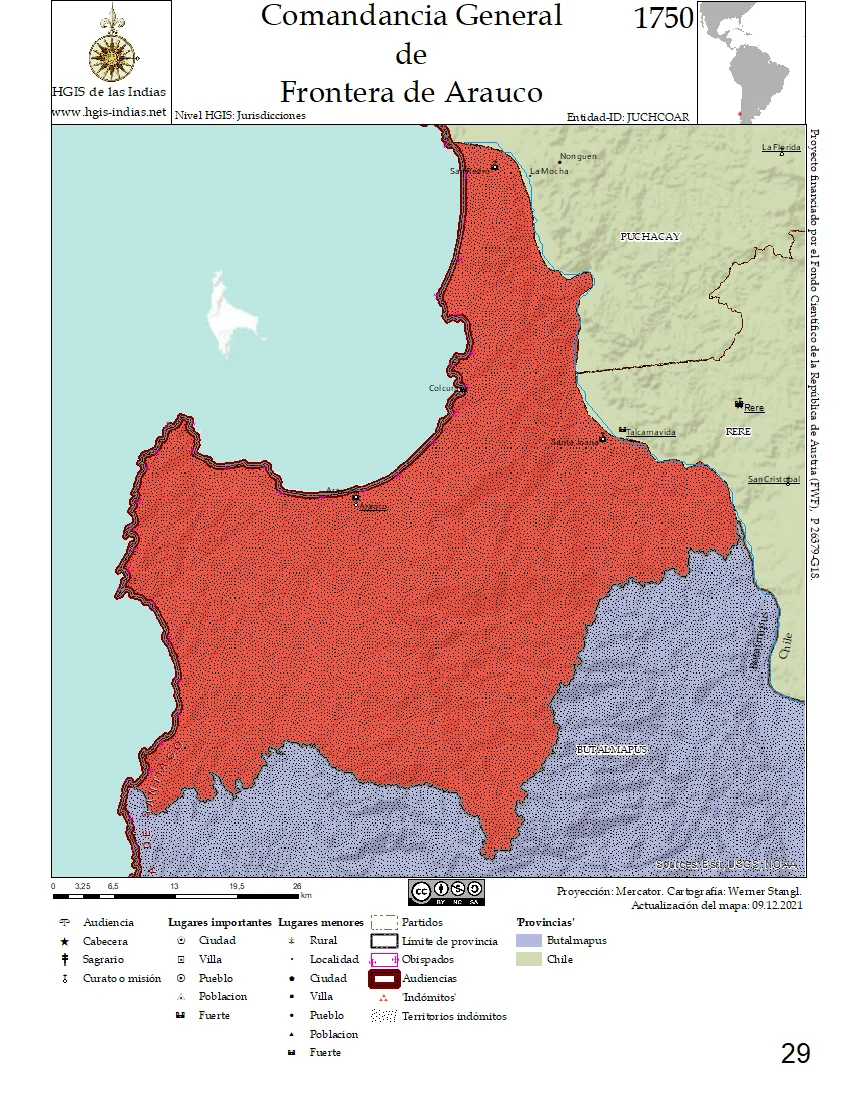 Comandancia General
de
Frontera de Arauco
1750
HGIS de las Indias
www.hgis-indias.net
Nivel HGIS: Jurisdicciones
Entidad-ID: JUCHCOAR
La Florida
Nonguen
San Pedro
La Mocha
PUCHACAY
Colcura
Rere
Talcamavida
RERE
Santa Juana
San Cristobal
Arauco
Chile
BUTALMAPUS
Sources: Esri, USGS, NOAA
Proyecto financiado por el Fondo Científico de la República de Austria (FWF), P 26379-G18.
0 3,25 6,5 13 19,5 26
km
CC BY NC SA
Proyección: Mercator. Cartografía: Werner Stangl.
Actualización del mapa: 09.12.2021
Audiencia
Cabecera
Sagrario
Curato o misión
Lugares importantes
Ciudad
Villa
Pueblo
Poblacion
Fuerte
Lugares menores
Rural
Localidad
Ciudad
Villa
Pueblo
Poblacion
Fuerte
Partidos
Límite de provincia
Obispados
Audiencias
'Indómitos'
Territorios indómitos
'Provincias'
Butalmapus
Chile
29